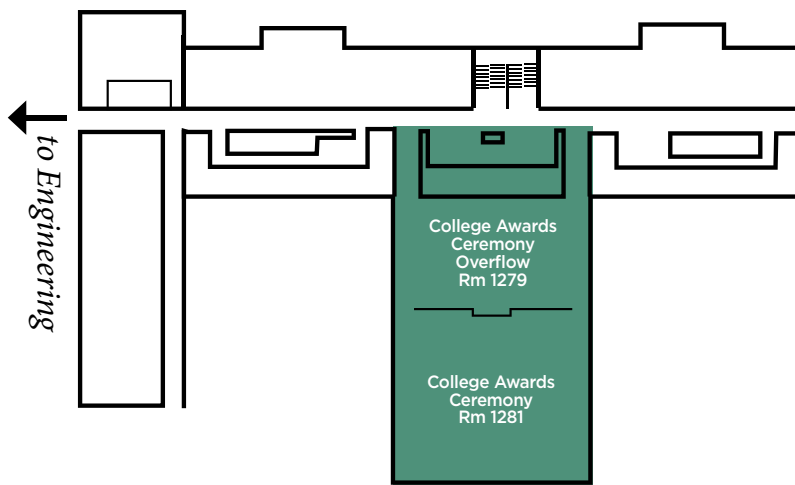 to Engineering
College Awards
Ceremony
Overflow
Rm 1279
College Awards
Ceremony
Rm 1281